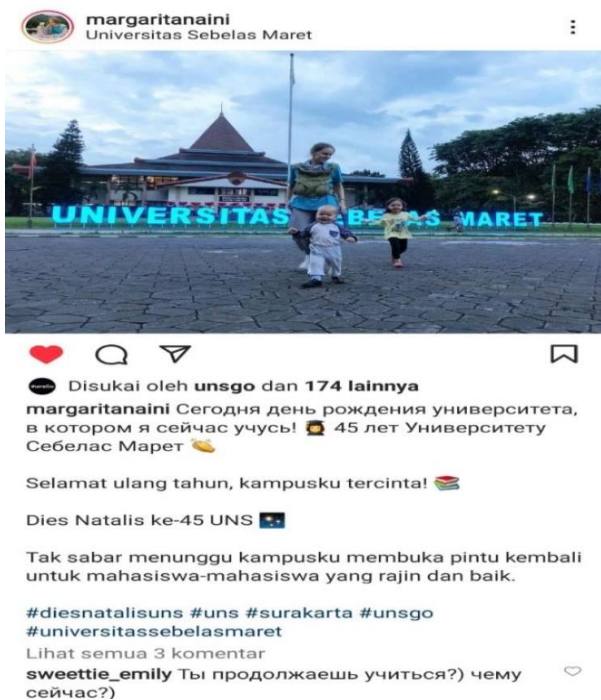 margaritanaini
Universitas Sebelas Maret
UNIVERSITAS SEBELAS MARET
Disukai oleh unsgo dan 174 lainnya
margaritanaini Сегодня день рождения университета,
в котором я сейчас учусь! 👩‍🎓 45 лет Университету
Себелас Марет 👏
Selamat ulang tahun, kampusku tercinta! 📚
Dies Natalis ke-45 UNS 🎆
Tak sabar menunggu kampusku membuka pintu kembali
untuk mahasiswa-mahasiswa yang rajin dan baik.
#diesnatalisuns #uns #surakarta #unsgo
#universitassebelasmaret
Lihat semua 3 komentar
sweettie_emily Ты продолжаешь учиться?) чему
сейчас?)